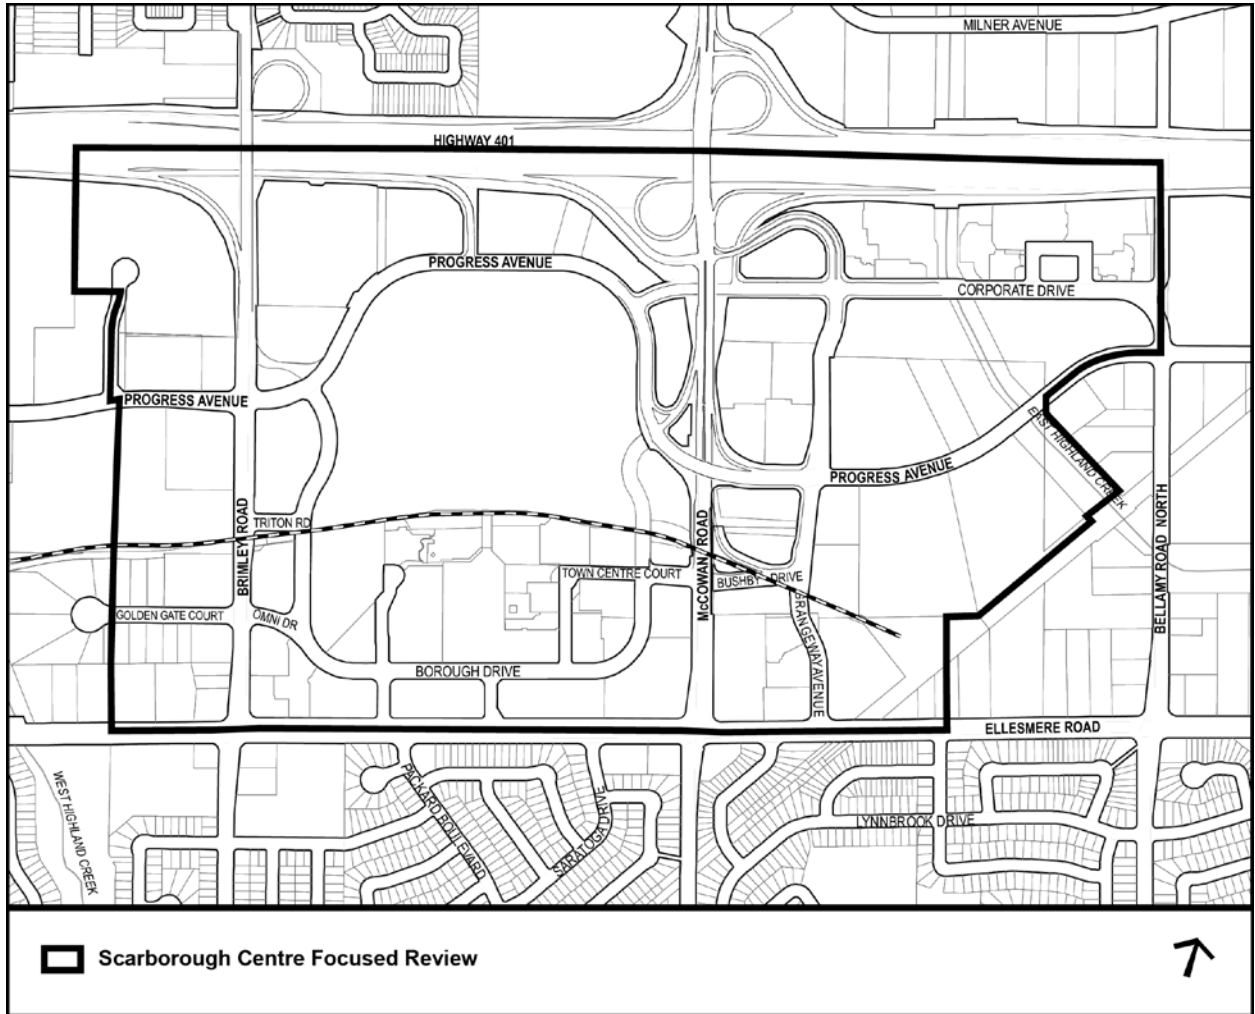 MILNER AVENUE
HIGHWAY 401
PROGRESS AVENUE
CORPORATE DRIVE
PROGRESS AVENUE
EAST HIGHLAND CREEK
PROGRESS AVENUE
BRIMLEY ROAD
TRITON RD
McCOWAN ROAD
BELLAMY ROAD NORTH
TOWN CENTRE COURT
BUSHBY DRIVE
GRANGEWAY AVENUE
GOLDEN GATE COURT
OMNI DR
BOROUGH DRIVE
ELLESMERE ROAD
WEST HIGHLAND CREEK
PACKARD BOULEVARD
SARATOGA DRIVE
LYNNBROOK DRIVE
Scarborough Centre Focused Review